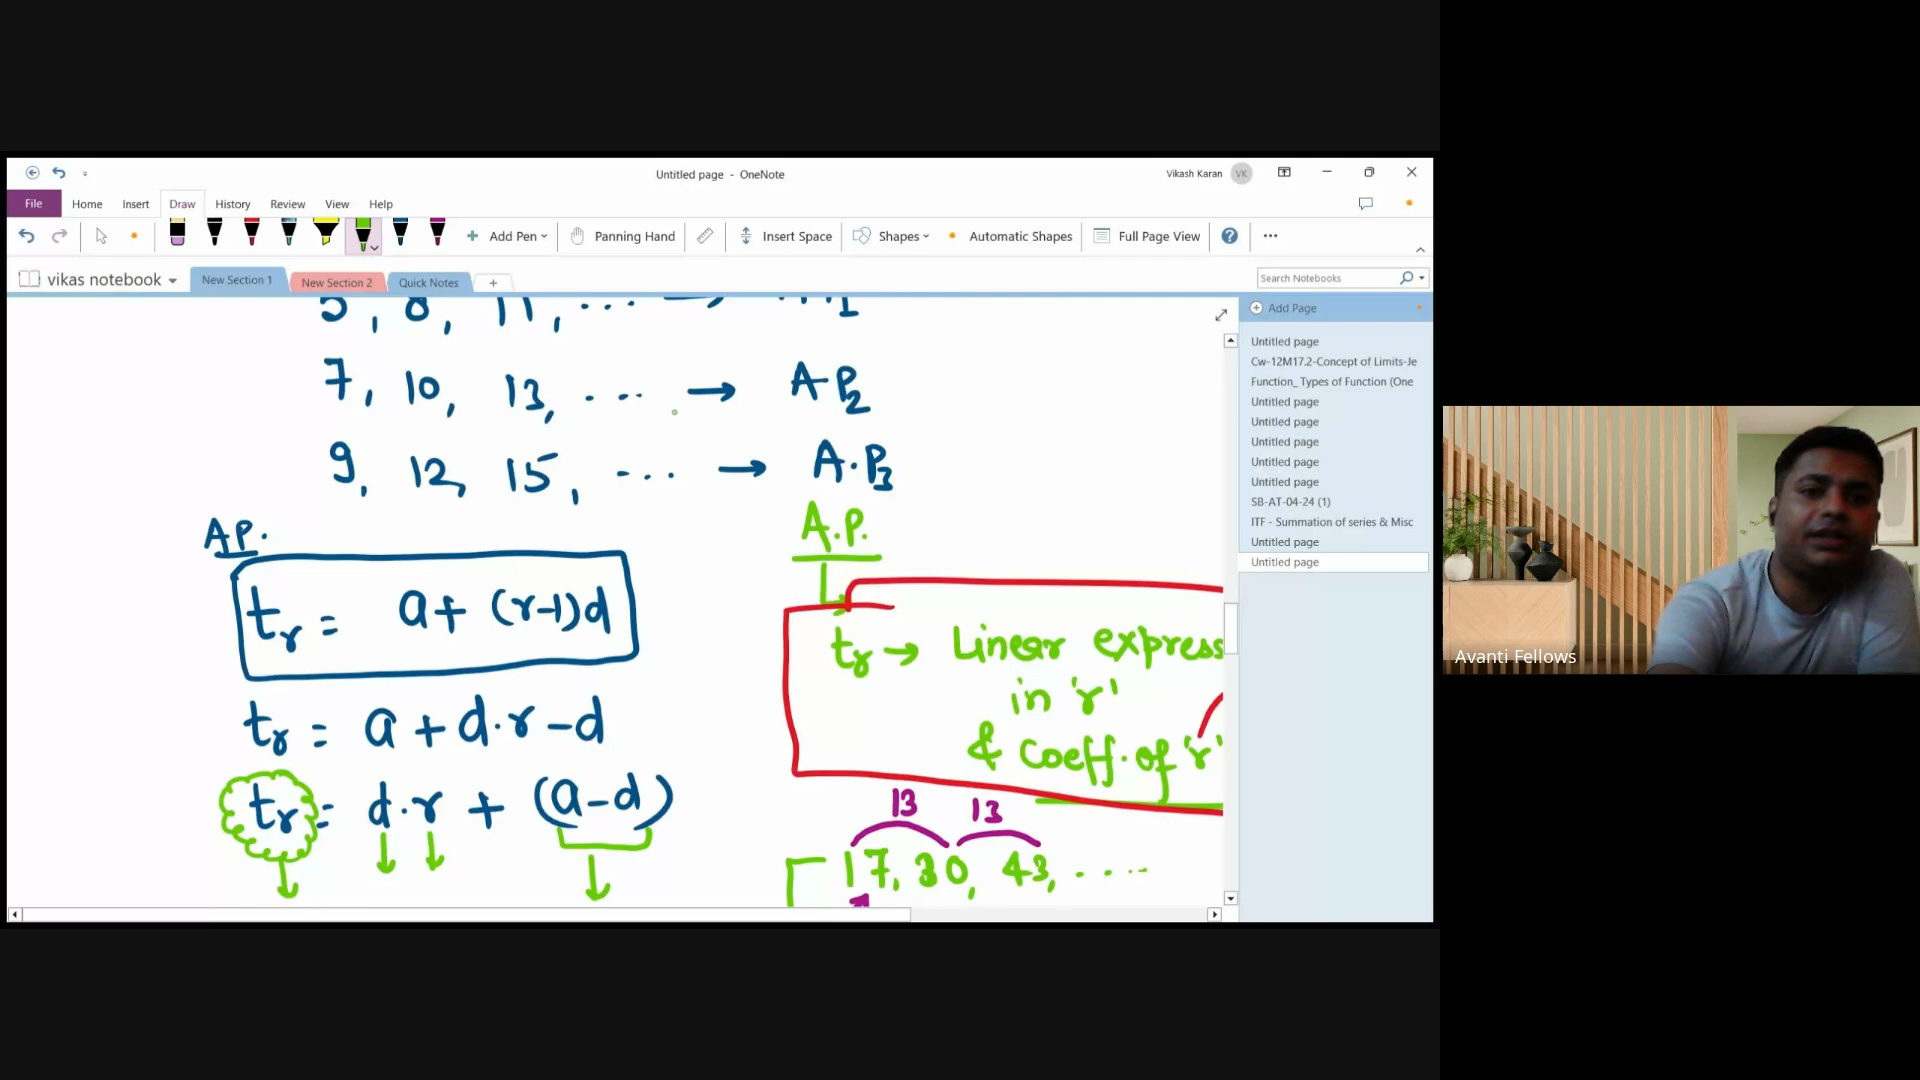 Untitled page - OneNote
Vikash Karan VK
File Home Insert Draw History Review View Help
Add Pen Panning Hand Insert Space Shapes Automatic Shapes Full Page View
vikas notebook New Section 1 New Section 2 Quick Notes +
Search Notebooks
Add Page
Untitled page
Cw-12M17.2-Concept of Limits-Je
Function_ Types of Function (One
Untitled page
Untitled page
Untitled page
Untitled page
Untitled page
SB-AT-04-24 (1)
ITF - Summation of series & Misc
Untitled page
Untitled page
5, 8, 11, ... →
7, 10, 13, ... → A.P2
9, 12, 15, ... → A.P3
A.P.
tr = a + (r-1)d
tr = a + d·r - d
tr = d·r + (a-d)
A.P.
tr → Linear express
in 'r'
& Coeff. of 'r'
13 13
17, 30, 43, ....
Avanti Fellows